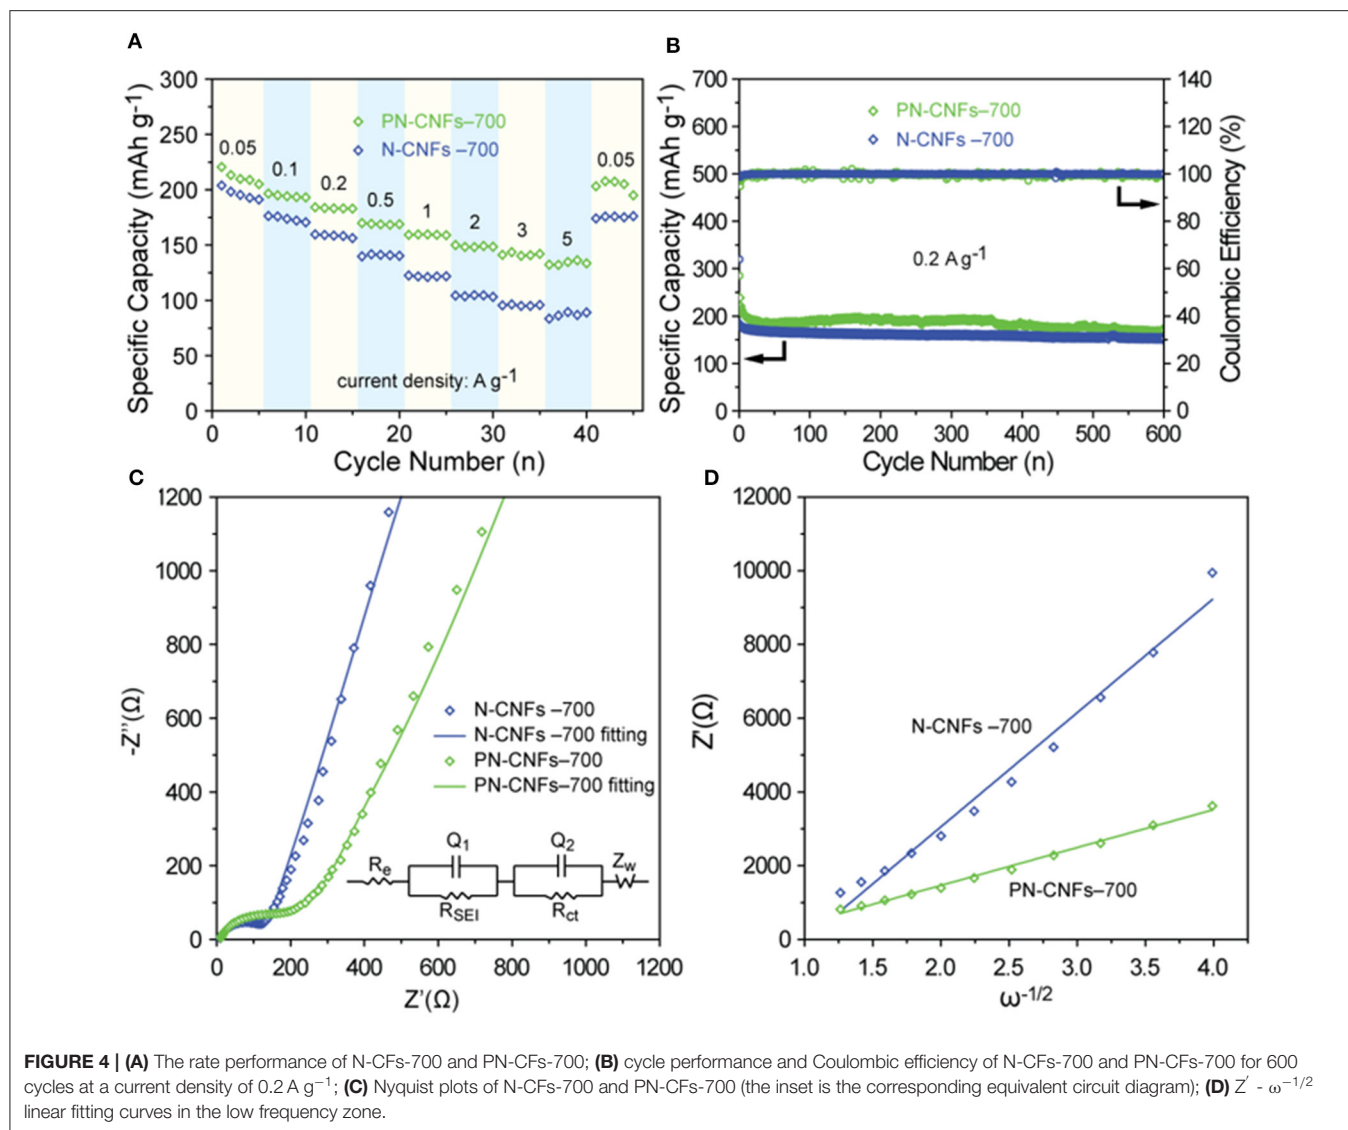 A
300
250
200
150
100
50
0
Specific Capacity (mAh g-1)
PN-CNFs–700
N-CNFs –700
0.05
0.1
0.2
0.5
1
2
3
5
0.05
current density: A g-1
0 10 20 30 40
Cycle Number (n)
B
700
600
500
400
300
200
100
0
Specific Capacity (mAh g-1)
PN-CNFs–700
N-CNFs –700
0.2 A g-1
140
120
100
80
60
40
20
0
Coulombic Efficiency (%)
0 100 200 300 400 500 600
Cycle Number (n)
C
1200
1000
800
600
400
200
0
-Z''(Ω)
N-CNFs –700
N-CNFs –700 fitting
PN-CNFs–700
PN-CNFs–700 fitting
Re
Q1
RSEI
Q2
Rct
Zw
0 200 400 600 800 1000 1200
Z'(Ω)
D
12000
10000
8000
6000
4000
2000
0
Z'(Ω)
N-CNFs –700
PN-CNFs–700
1.0 1.5 2.0 2.5 3.0 3.5 4.0
ω-1/2
FIGURE 4 | (A) The rate performance of N-CFs-700 and PN-CFs-700; (B) cycle performance and Coulombic efficiency of N-CFs-700 and PN-CFs-700 for 600
cycles at a current density of 0.2 A g−1; (C) Nyquist plots of N-CFs-700 and PN-CFs-700 (the inset is the corresponding equivalent circuit diagram); (D) Z′ - ω−1/2
linear fitting curves in the low frequency zone.